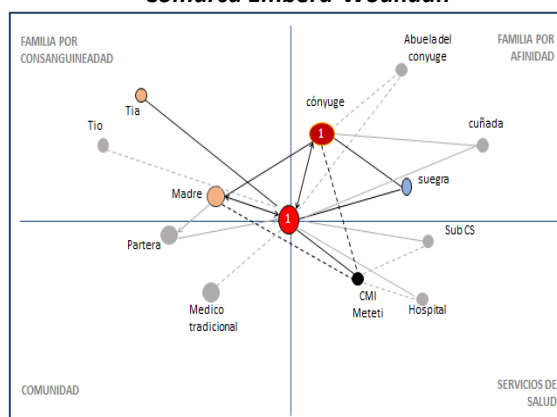 Comarca Emberá-Wounaan
FAMILIA POR
CONSANGUINEADAD
FAMILIA POR
AFINIDAD
Abuela del
conyuge
Tia
cónyuge
1
Tio
cuñada
Madre
suegra
1
Partera
Sub CS
Medico
tradicional
CMI
Meteti
Hospital
COMUNIDAD
SERVICIOS DE
SALUD